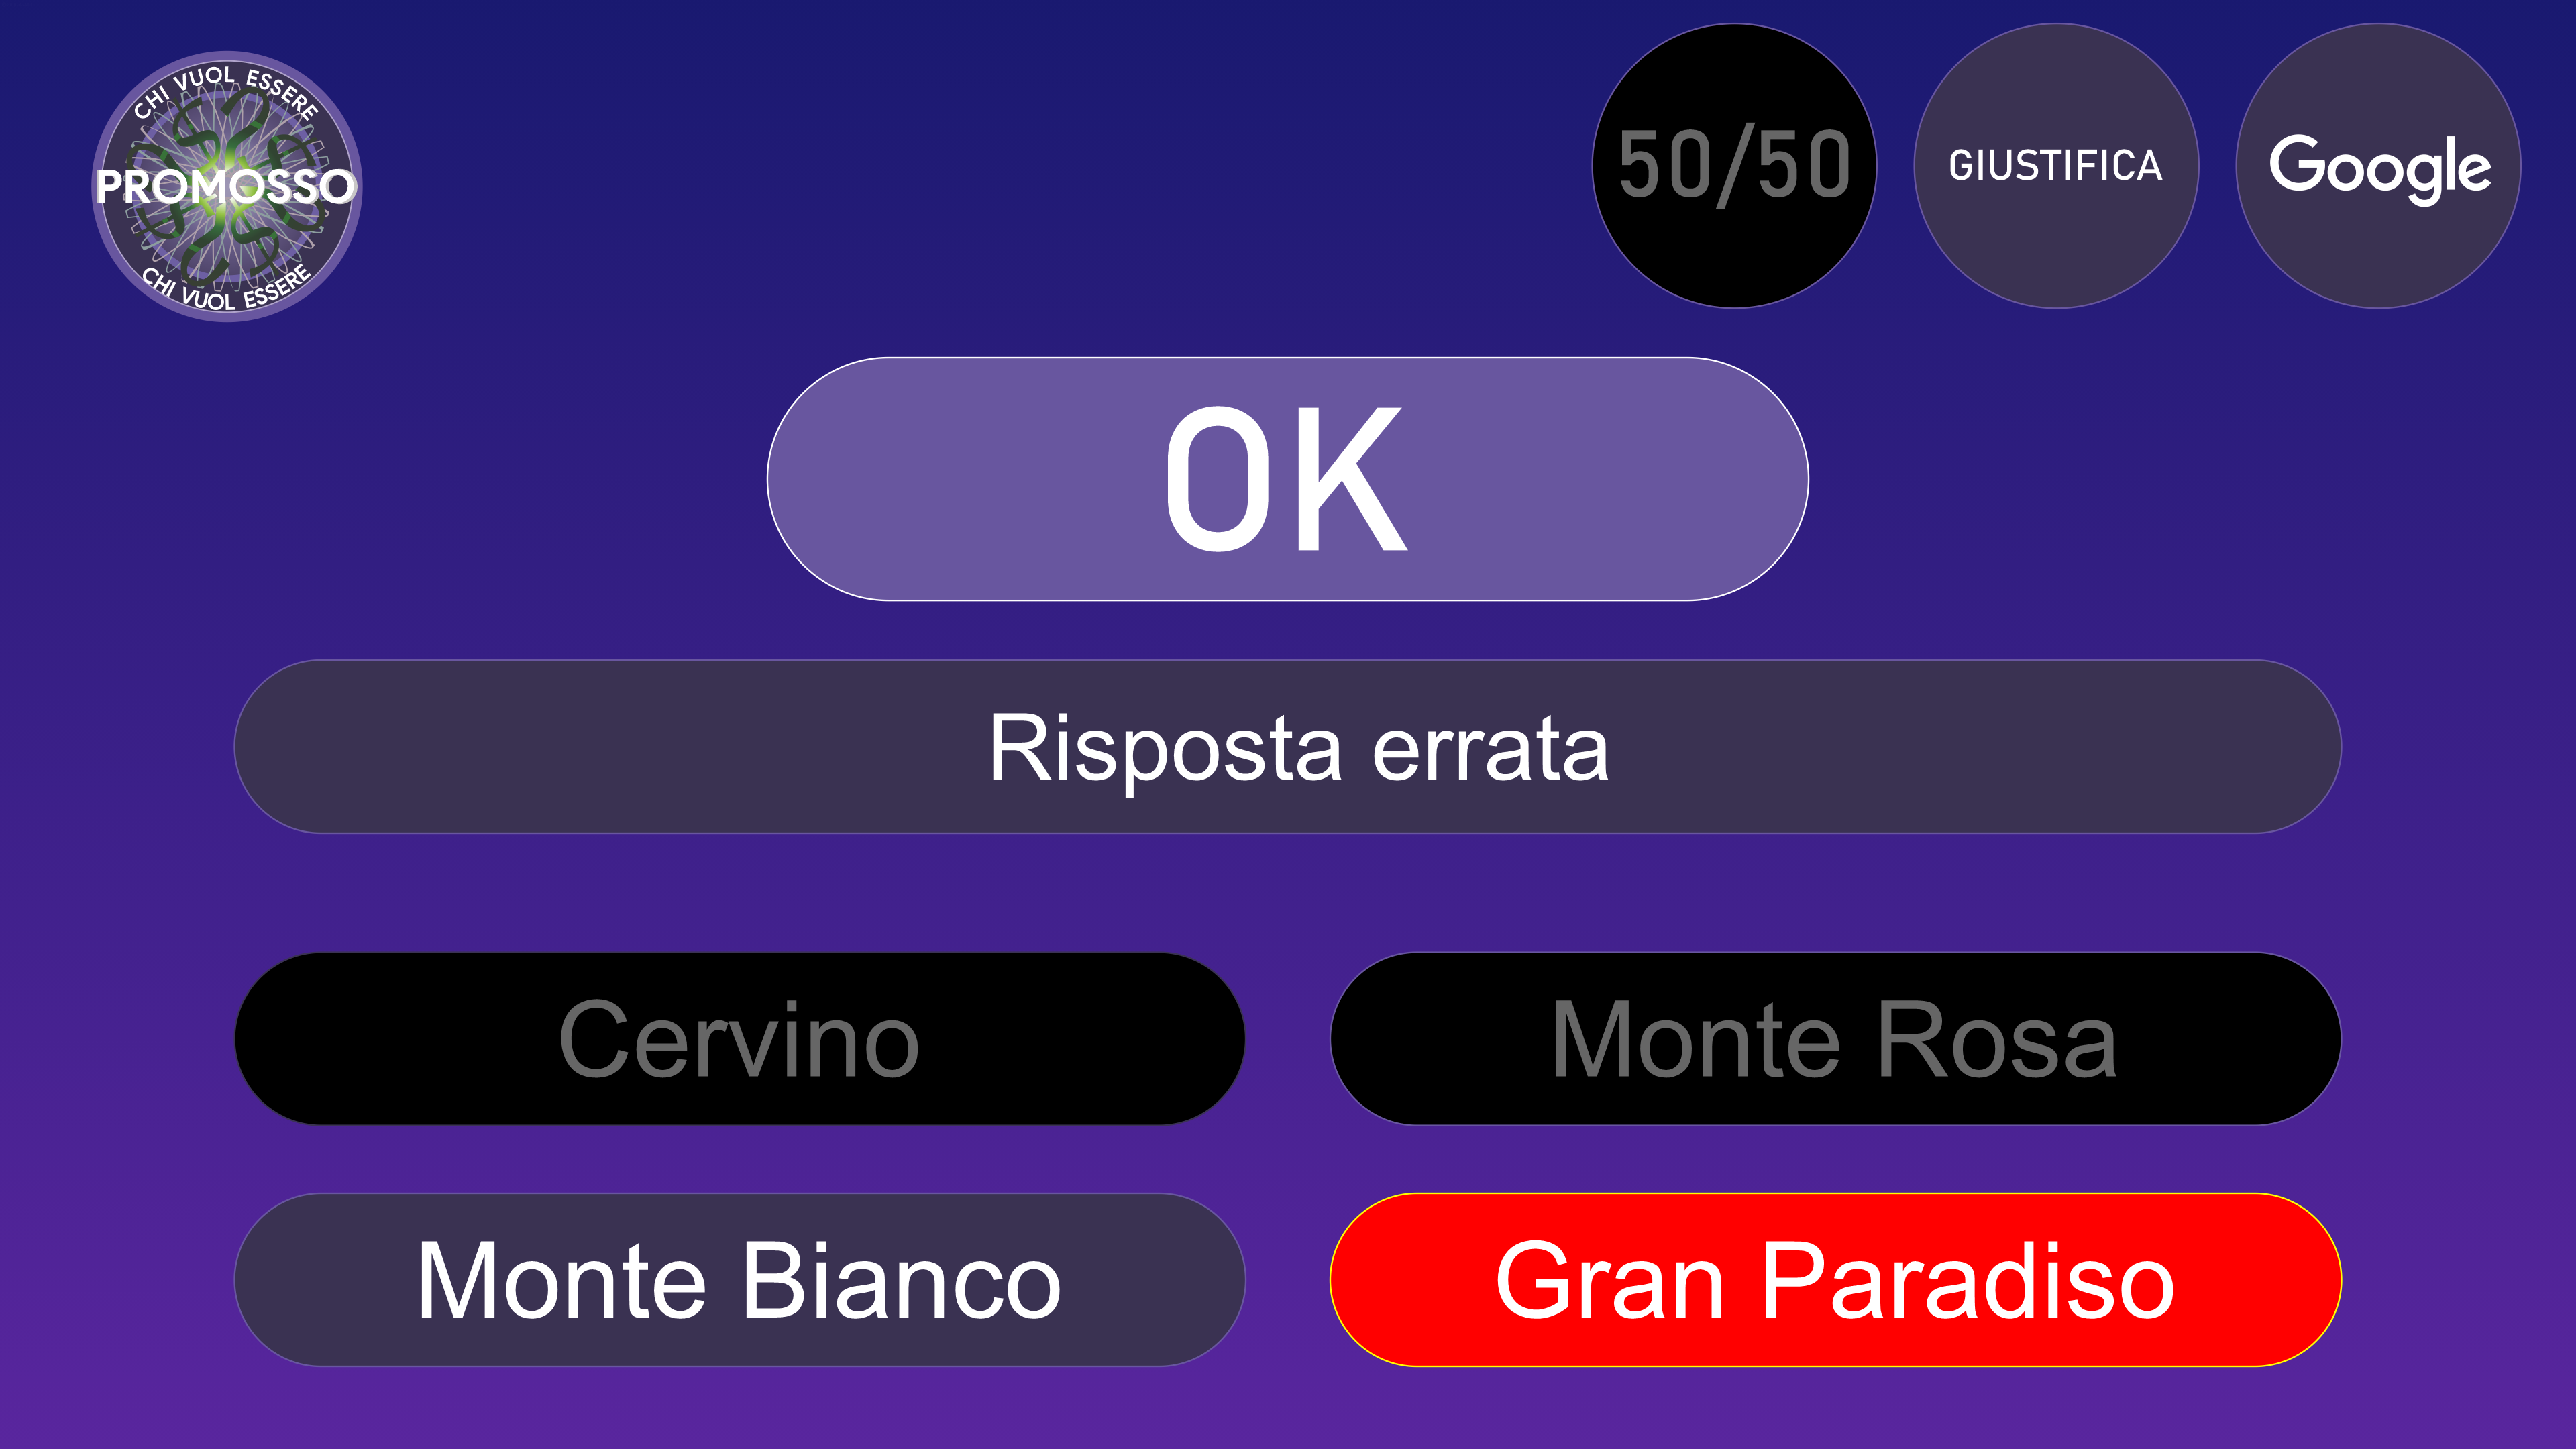 CHI VUOL ESSERE
PROMOSSO
CHI VUOL ESSERE
50/50
GIUSTIFICA
Google
OK
Risposta errata
Cervino
Monte Rosa
Monte Bianco
Gran Paradiso